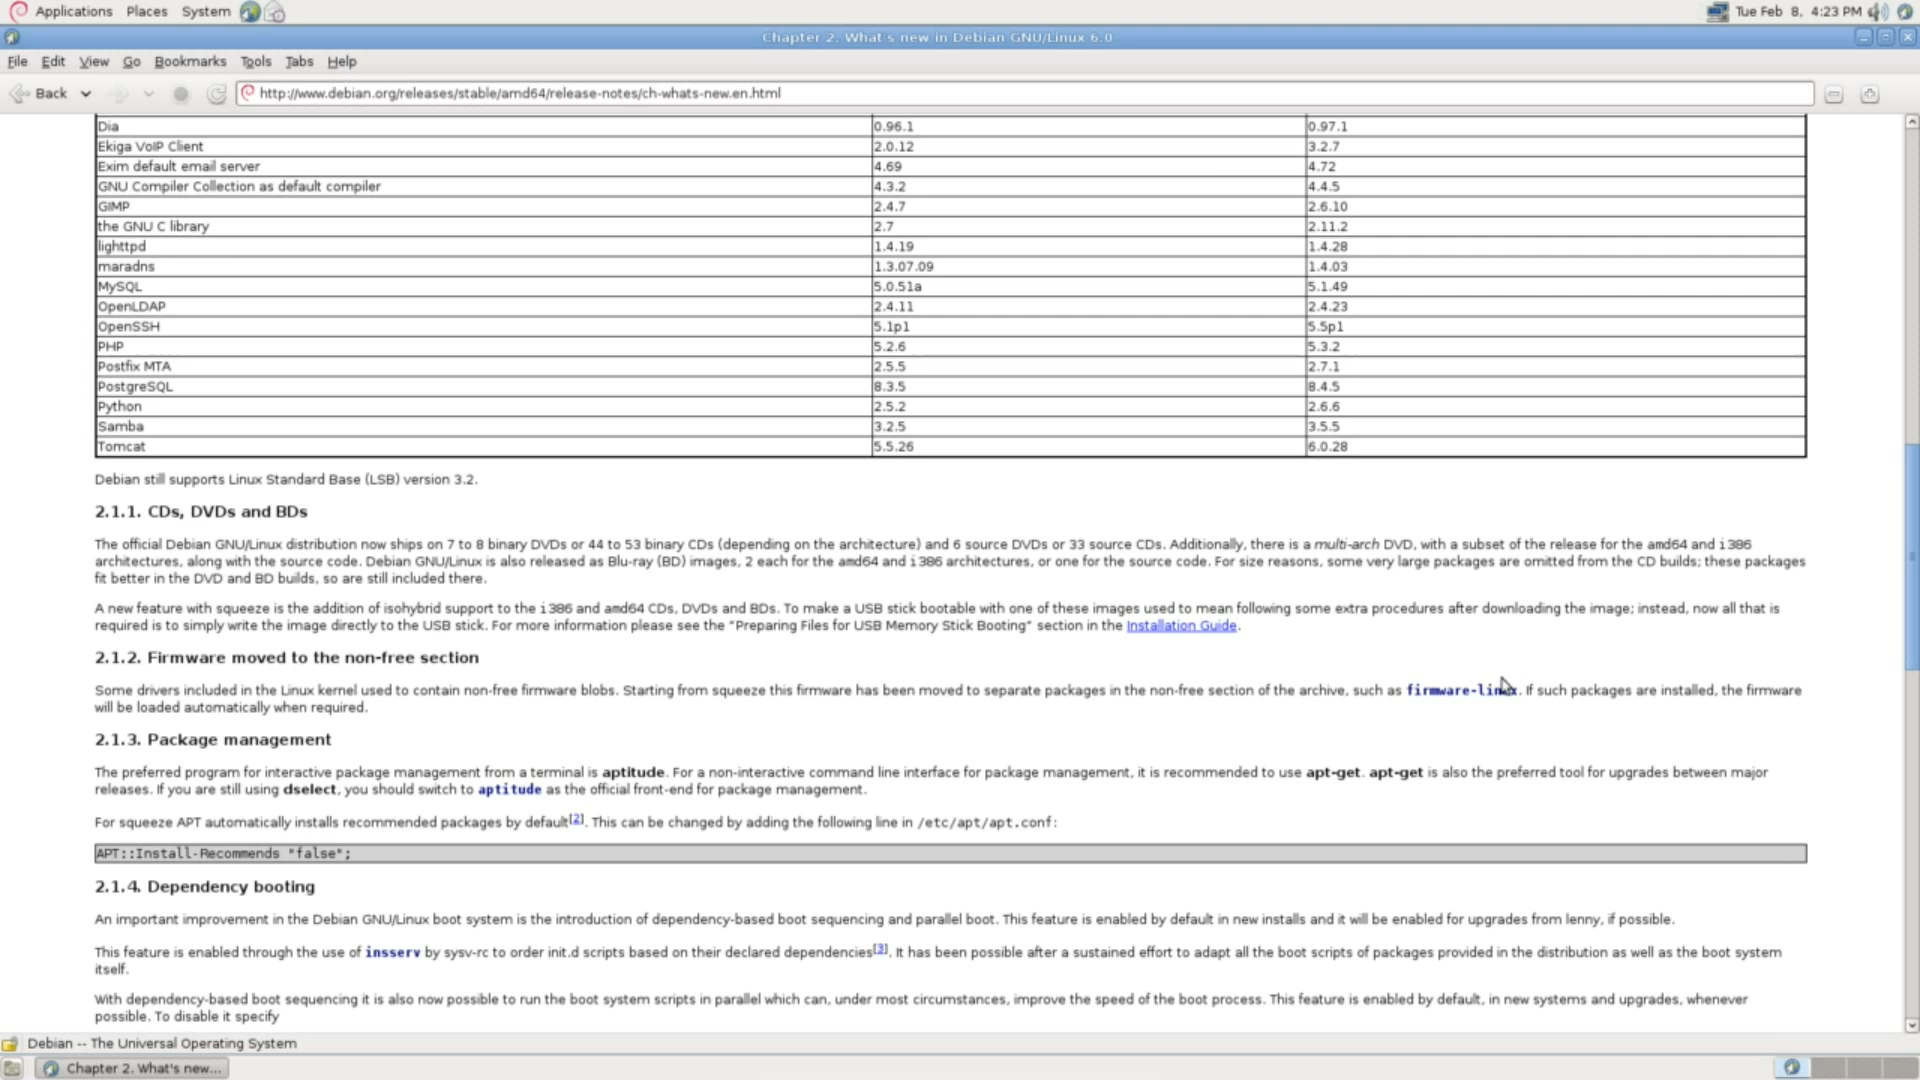 Applications Places System Tue Feb 8, 4:23 PM
Chapter 2. What's new in Debian GNU/Linux 6.0
File Edit View Go Bookmarks Tools Tabs Help
Back http://www.debian.org/releases/stable/amd64/release-notes/ch-whats-new.en.html
Dia 0.96.1 0.97.1
Ekiga VoIP Client 2.0.12 3.2.7
Exim default email server 4.69 4.72
GNU Compiler Collection as default compiler 4.3.2 4.4.5
GIMP 2.4.7 2.6.10
the GNU C library 2.7 2.11.2
lighttpd 1.4.19 1.4.28
maradns 1.3.07.09 1.4.03
MySQL 5.0.51a 5.1.49
OpenLDAP 2.4.11 2.4.23
OpenSSH 5.1p1 5.5p1
PHP 5.2.6 5.3.2
Postfix MTA 2.5.5 2.7.1
PostgreSQL 8.3.5 8.4.5
Python 2.5.2 2.6.6
Samba 3.2.5 3.5.5
Tomcat 5.5.26 6.0.28
Debian still supports Linux Standard Base (LSB) version 3.2.
2.1.1. CDs, DVDs and BDs
The official Debian GNU/Linux distribution now ships on 7 to 8 binary DVDs or 44 to 53 binary CDs (depending on the architecture) and 6 source DVDs or 33 source CDs. Additionally, there is a multi-arch DVD, with a subset of the release for the amd64 and i386
architectures, along with the source code. Debian GNU/Linux is also released as Blu-ray (BD) images, 2 each for the amd64 and i386 architectures, or one for the source code. For size reasons, some very large packages are omitted from the CD builds; these packages
fit better in the DVD and BD builds, so are still included there.
A new feature with squeeze is the addition of isohybrid support to the i386 and amd64 CDs, DVDs and BDs. To make a USB stick bootable with one of these images used to mean following some extra procedures after downloading the image; instead, now all that is
required is to simply write the image directly to the USB stick. For more information please see the "Preparing Files for USB Memory Stick Booting" section in the Installation Guide.
2.1.2. Firmware moved to the non-free section
Some drivers included in the Linux kernel used to contain non-free firmware blobs. Starting from squeeze this firmware has been moved to separate packages in the non-free section of the archive, such as firmware-linux. If such packages are installed, the firmware
will be loaded automatically when required.
2.1.3. Package management
The preferred program for interactive package management from a terminal is aptitude. For a non-interactive command line interface for package management, it is recommended to use apt-get. apt-get is also the preferred tool for upgrades between major
releases. If you are still using dselect, you should switch to aptitude as the official front-end for package management.
For squeeze APT automatically installs recommended packages by default[2]. This can be changed by adding the following line in /etc/apt/apt.conf:
APT::Install-Recommends "false";
2.1.4. Dependency booting
An important improvement in the Debian GNU/Linux boot system is the introduction of dependency-based boot sequencing and parallel boot. This feature is enabled by default in new installs and it will be enabled for upgrades from lenny, if possible.
This feature is enabled through the use of insserv by sysv-rc to order init.d scripts based on their declared dependencies[3]. It has been possible after a sustained effort to adapt all the boot scripts of packages provided in the distribution as well as the boot system
itself.
With dependency-based boot sequencing it is also now possible to run the boot system scripts in parallel which can, under most circumstances, improve the speed of the boot process. This feature is enabled by default, in new systems and upgrades, whenever
possible. To disable it specify
Debian -- The Universal Operating System
Chapter 2. What's new...